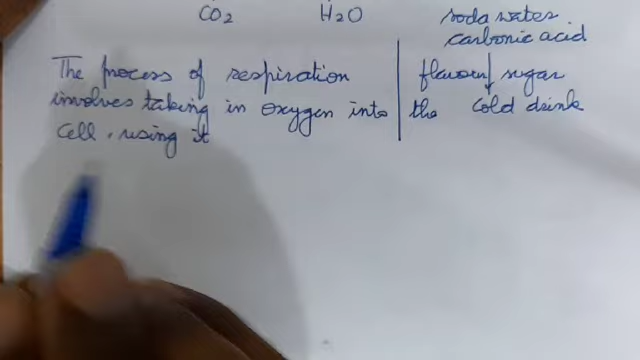 CO2 H2O soda water
carbonic acid
The process of respiration flavour sugar
involves taking in oxygen into the cold drink
cell, using it